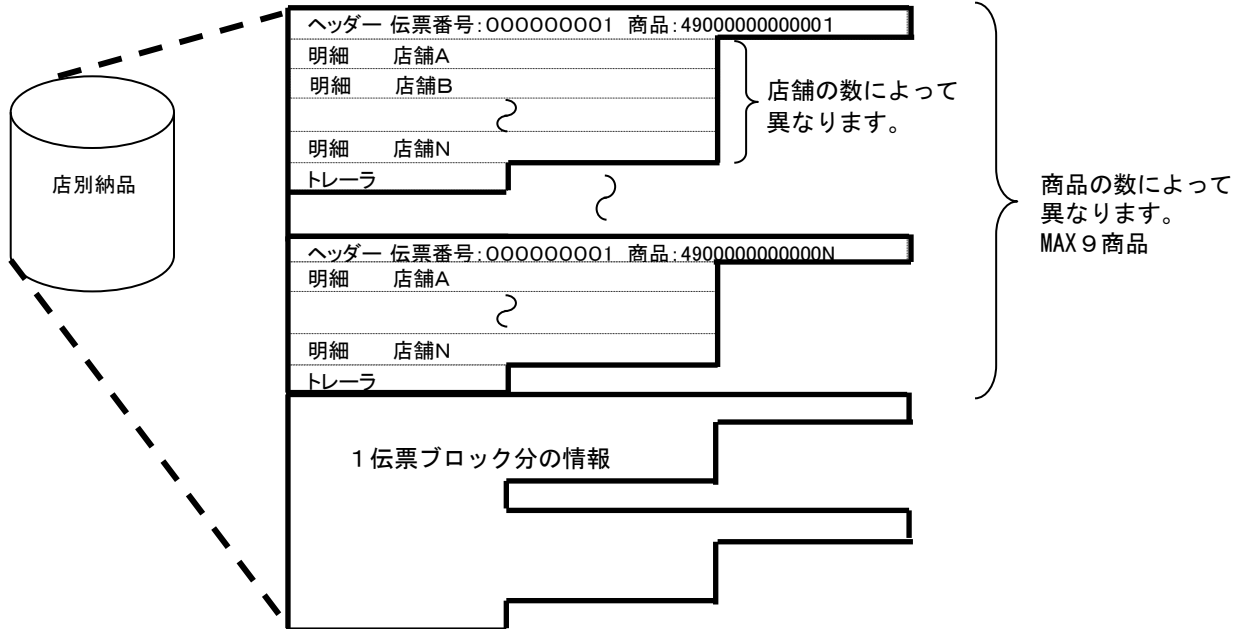 ヘッダー 伝票番号:000000001 商品:49000000000001
明細 店舗A
明細 店舗B
明細 店舗N
トレーラ
店舗の数によって
異なります。
店別納品
商品の数によって
異なります。
MAX9商品
ヘッダー 伝票番号:000000001 商品:4900000000000N
明細 店舗A
明細 店舗N
トレーラ
1伝票ブロック分の情報